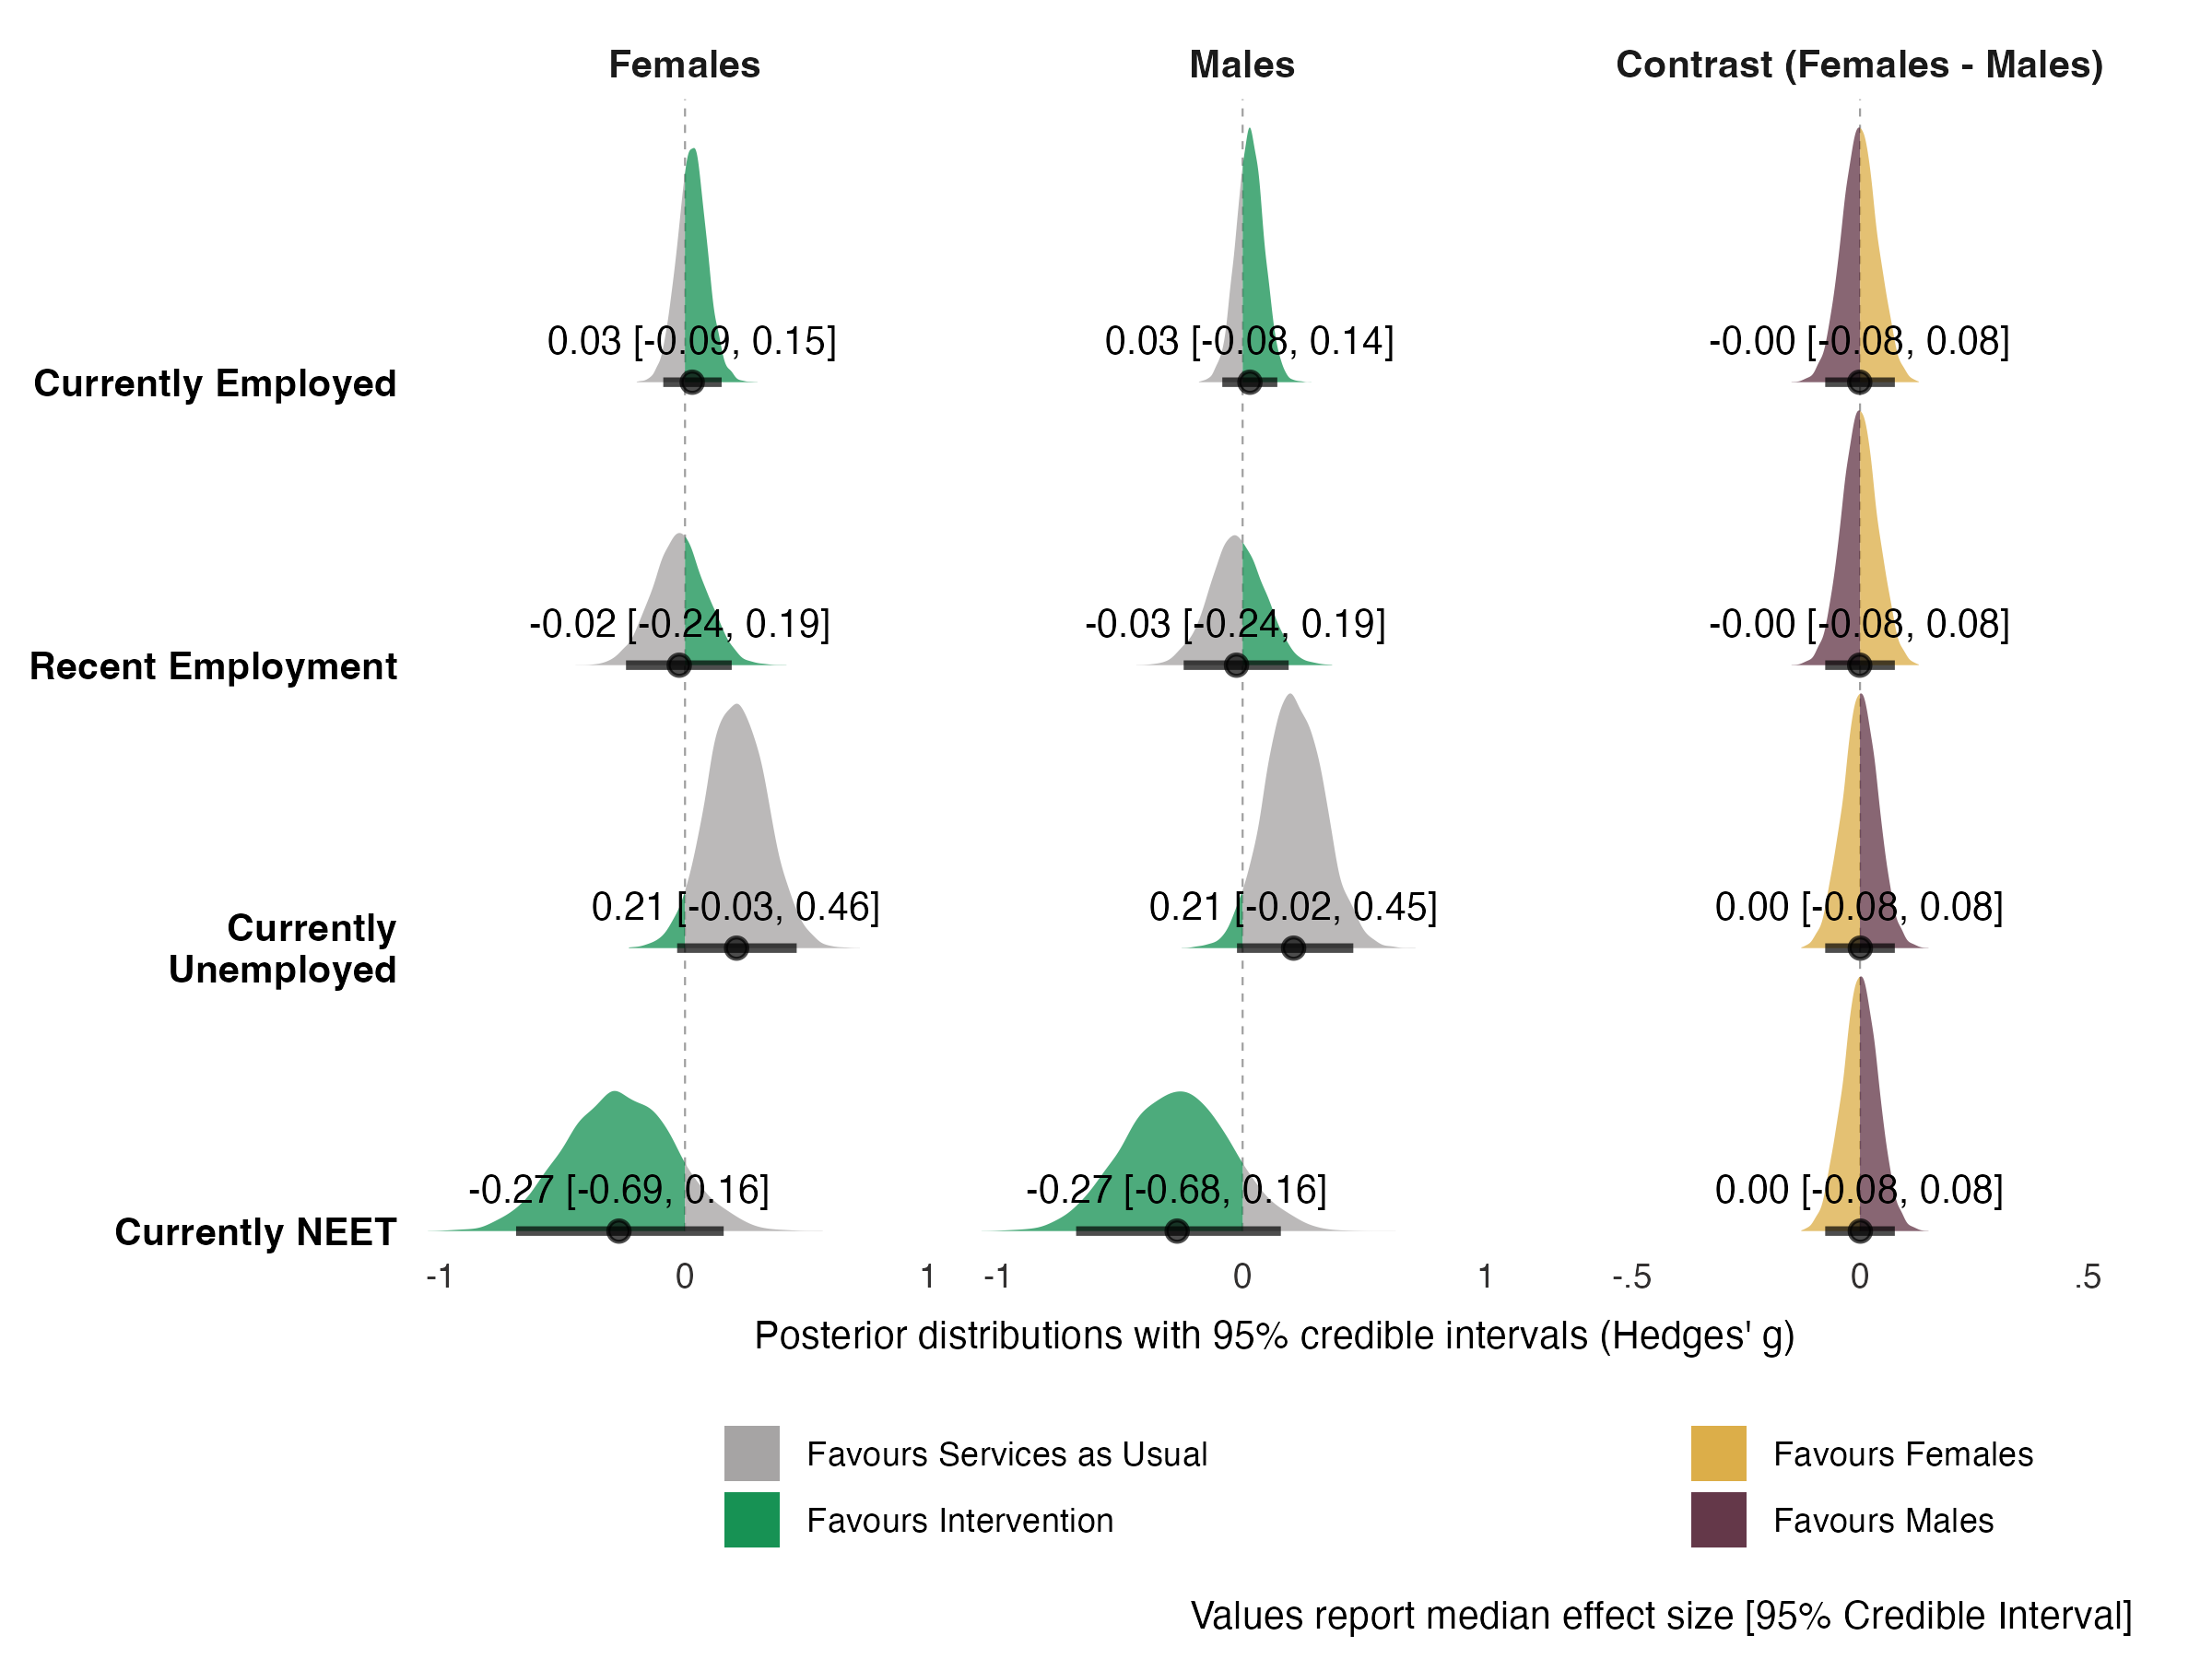 Females Males Contrast (Females - Males)
0.03 [-0.09, 0.15] 0.03 [-0.08, 0.14] -0.00 [-0.08, 0.08]
Currently Employed
-0.02 [-0.24, 0.19] -0.03 [-0.24, 0.19] -0.00 [-0.08, 0.08]
Recent Employment
0.21 [-0.03, 0.46] 0.21 [-0.02, 0.45] 0.00 [-0.08, 0.08]
Currently
Unemployed
-0.27 [-0.69, 0.16] -0.27 [-0.68, 0.16] 0.00 [-0.08, 0.08]
Currently NEET
-1 0 1 -1 0 1 -.5 0 .5
Posterior distributions with 95% credible intervals (Hedges' g)
Favours Services as Usual Favours Females
Favours Intervention Favours Males
Values report median effect size [95% Credible Interval]